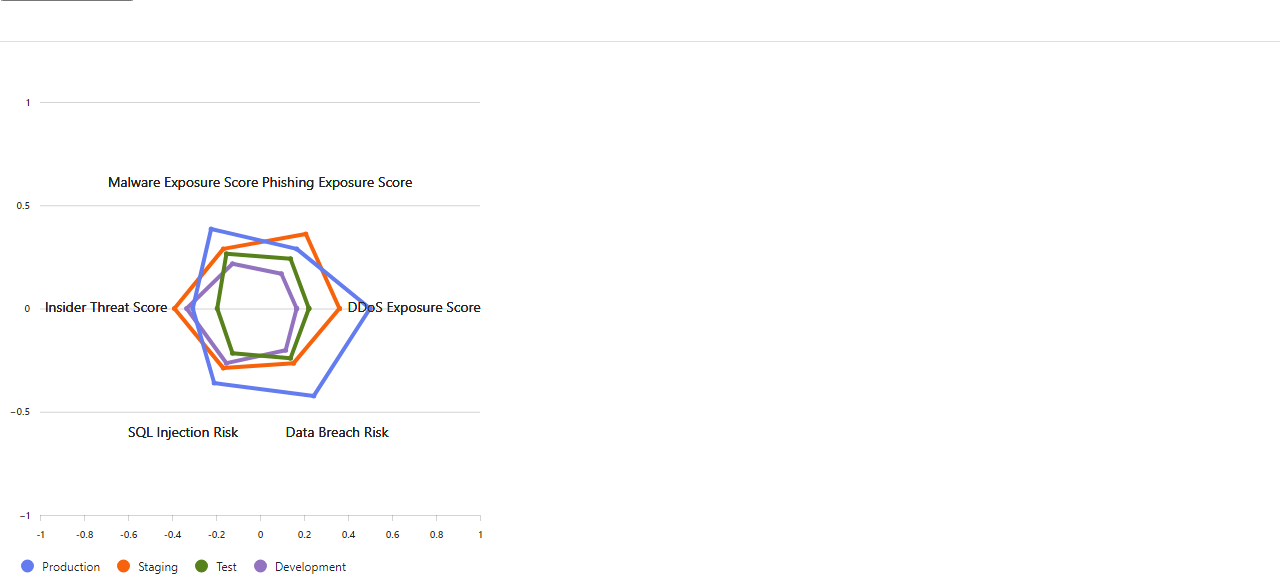 1
Malware Exposure Score Phishing Exposure Score
0.5
0 Insider Threat Score DDoS Exposure Score
−0.5
SQL Injection Risk Data Breach Risk
−1
-1 -0.8 -0.6 -0.4 -0.2 0 0.2 0.4 0.6 0.8 1
Production Staging Test Development